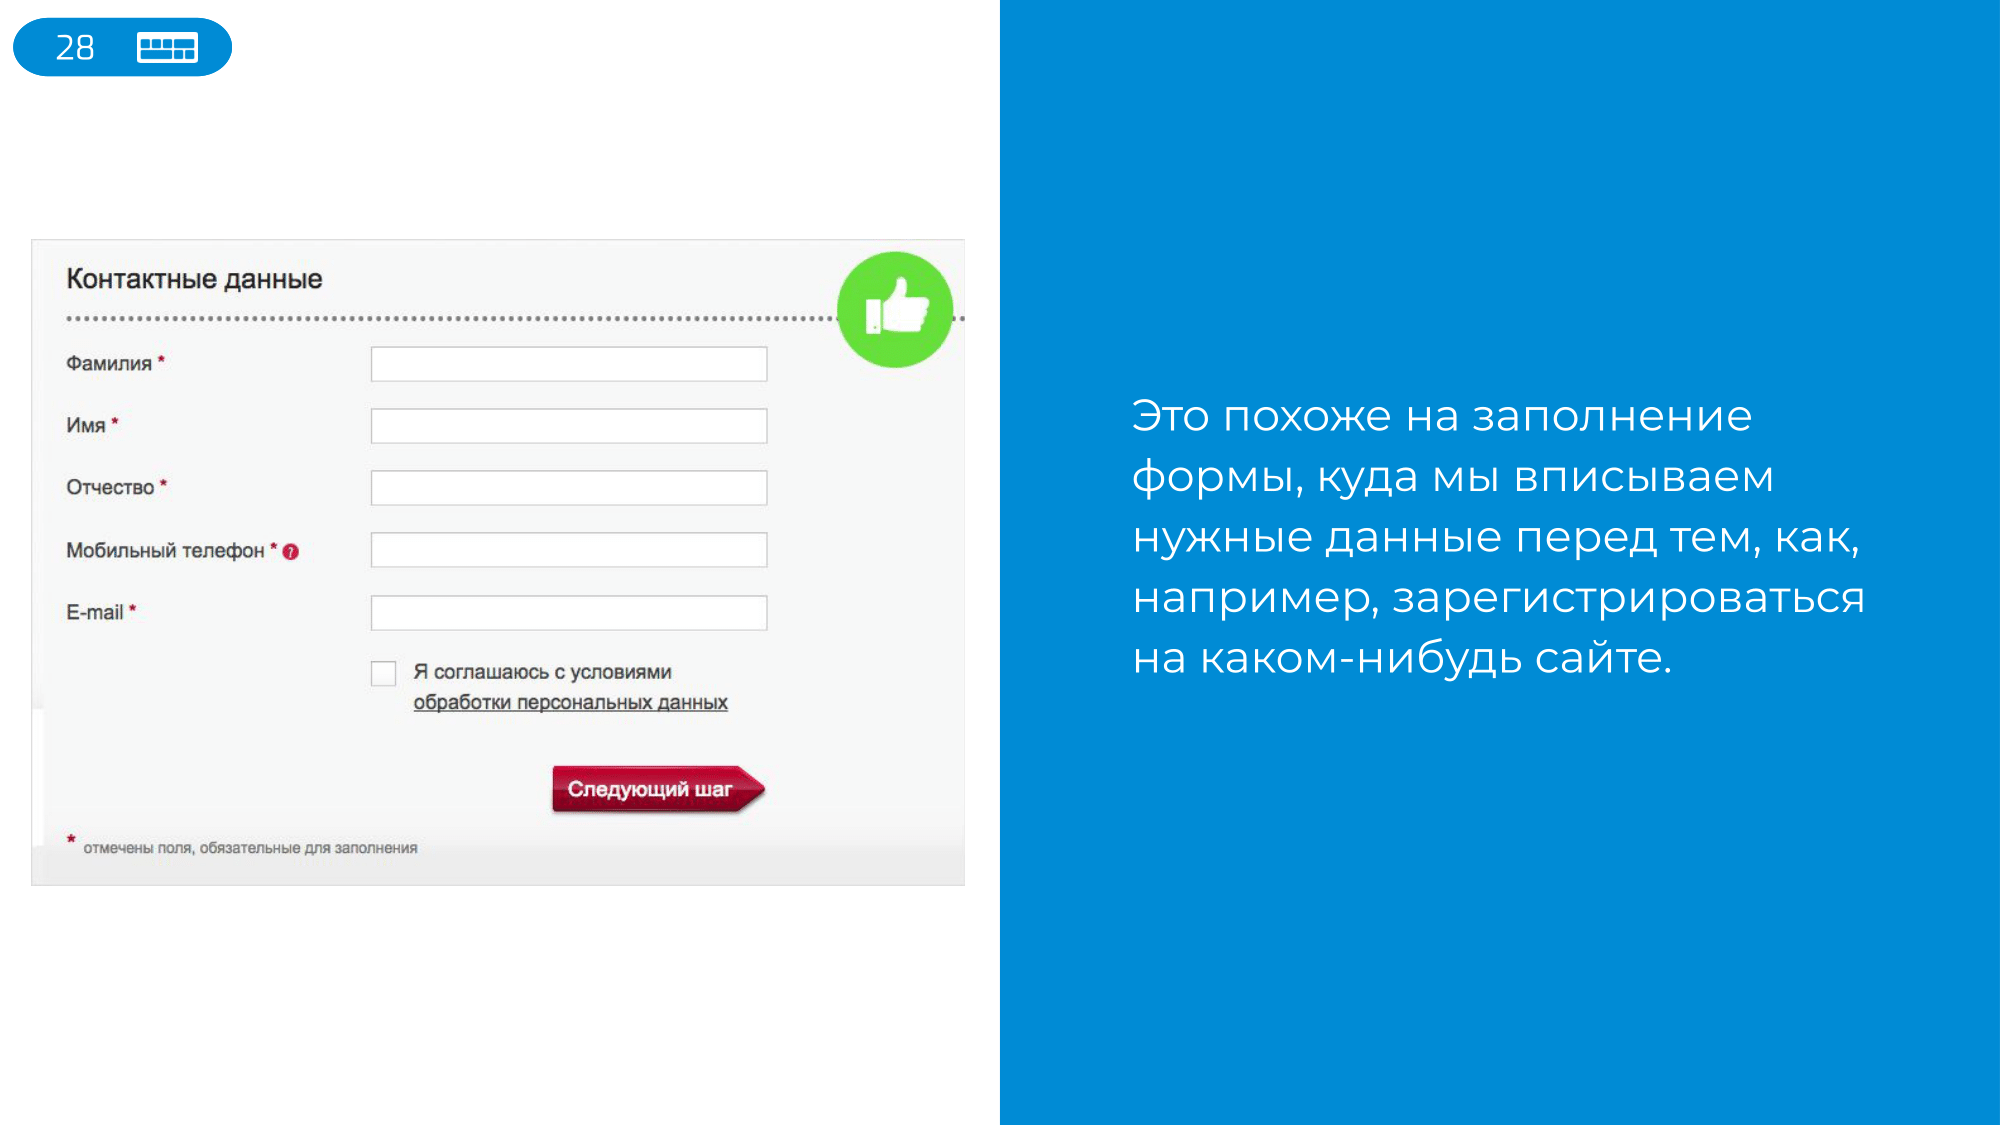 28
Контактные данные
Фамилия *
Имя *
Отчество *
Мобильный телефон * ?
E-mail *
Я соглашаюсь с условиями
обработки персональных данных
Следующий шаг
* отмечены поля, обязательные для заполнения
Это похоже на заполнение
формы, куда мы вписываем
нужные данные перед тем, как,
например, зарегистрироваться
на каком-нибудь сайте.